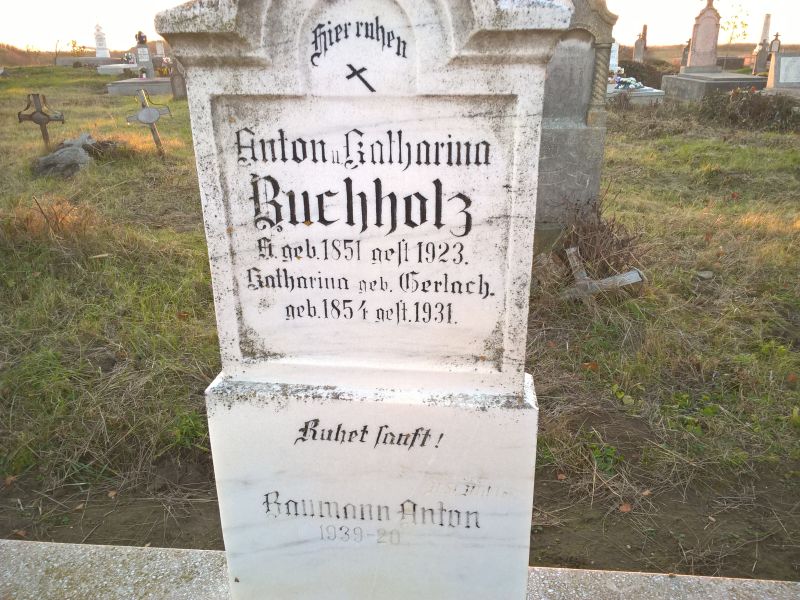 Hier ruhen
Anton u Katharina
Buchholz
A. geb. 1851 gest 1923.
Katharina geb. Gerlach.
geb. 1854 gest. 1931.
Ruhet sanft!
Baumann Anton
1939-20